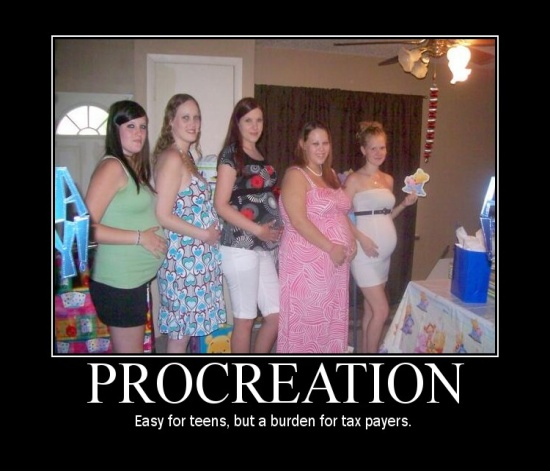 PROCREATION
Easy for teens, but a burden for tax payers.